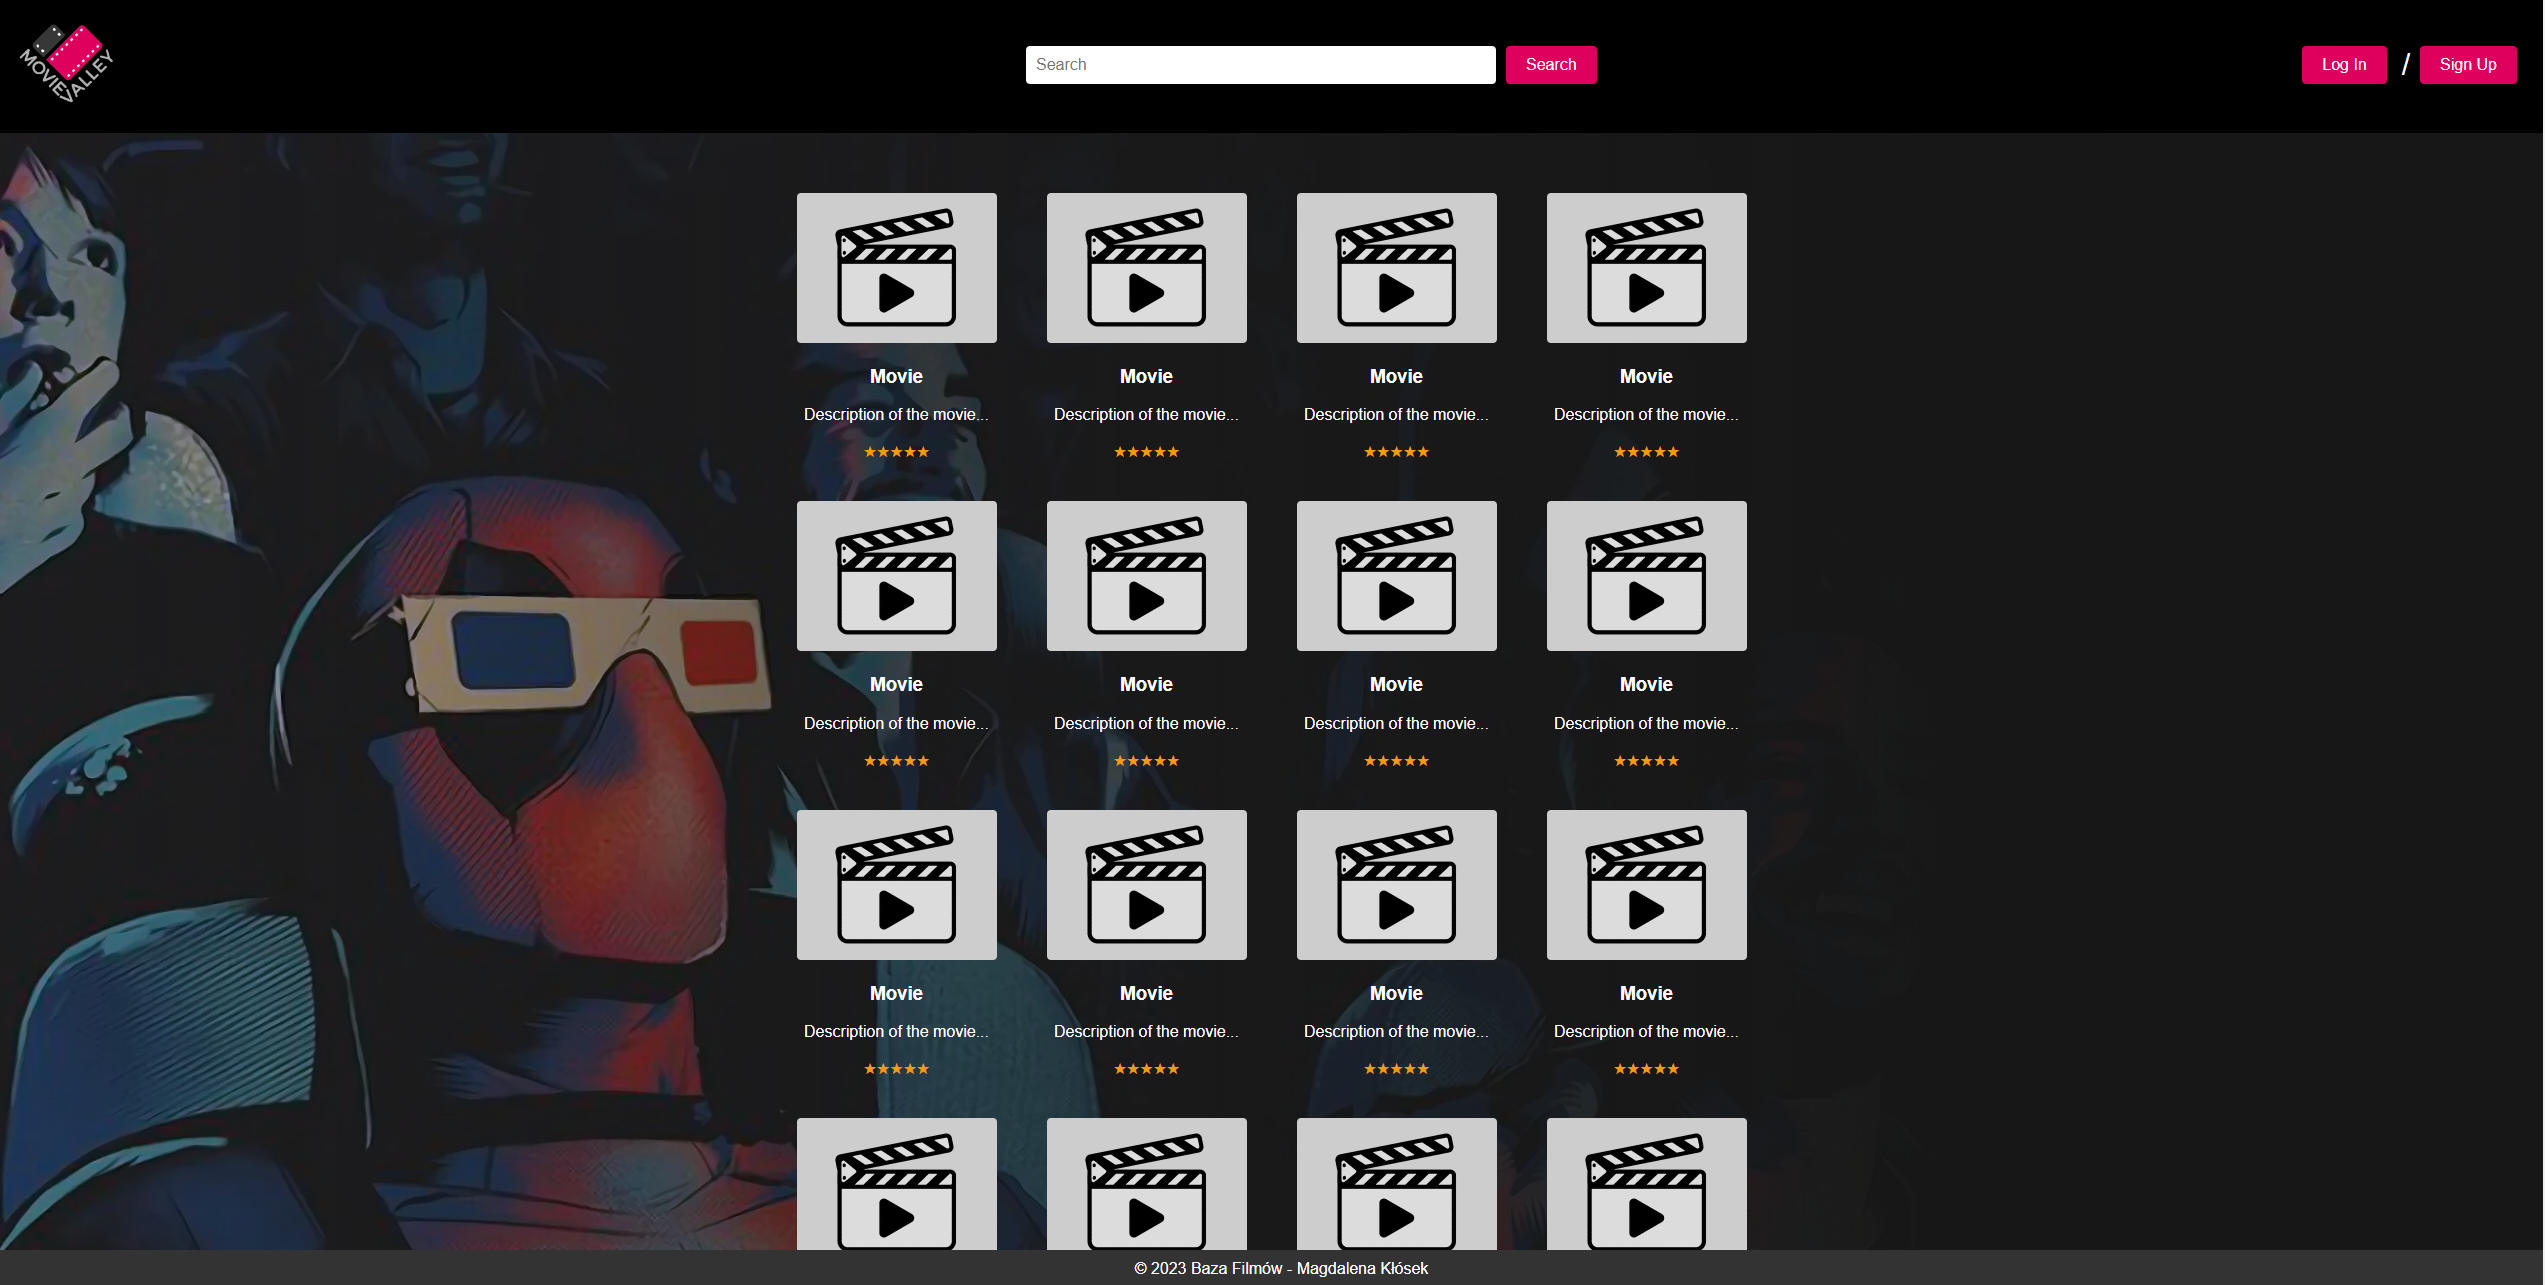 MOVIE VALLEY
Search
Search
Log In / Sign Up
Movie
Movie
Movie
Movie
Description of the movie...
Description of the movie...
Description of the movie...
Description of the movie...
★★★★★
★★★★★
★★★★★
★★★★★
Movie
Movie
Movie
Movie
Description of the movie...
Description of the movie...
Description of the movie...
Description of the movie...
★★★★★
★★★★★
★★★★★
★★★★★
Movie
Movie
Movie
Movie
Description of the movie...
Description of the movie...
Description of the movie...
Description of the movie...
★★★★★
★★★★★
★★★★★
★★★★★
© 2023 Baza Filmów - Magdalena Kłósek